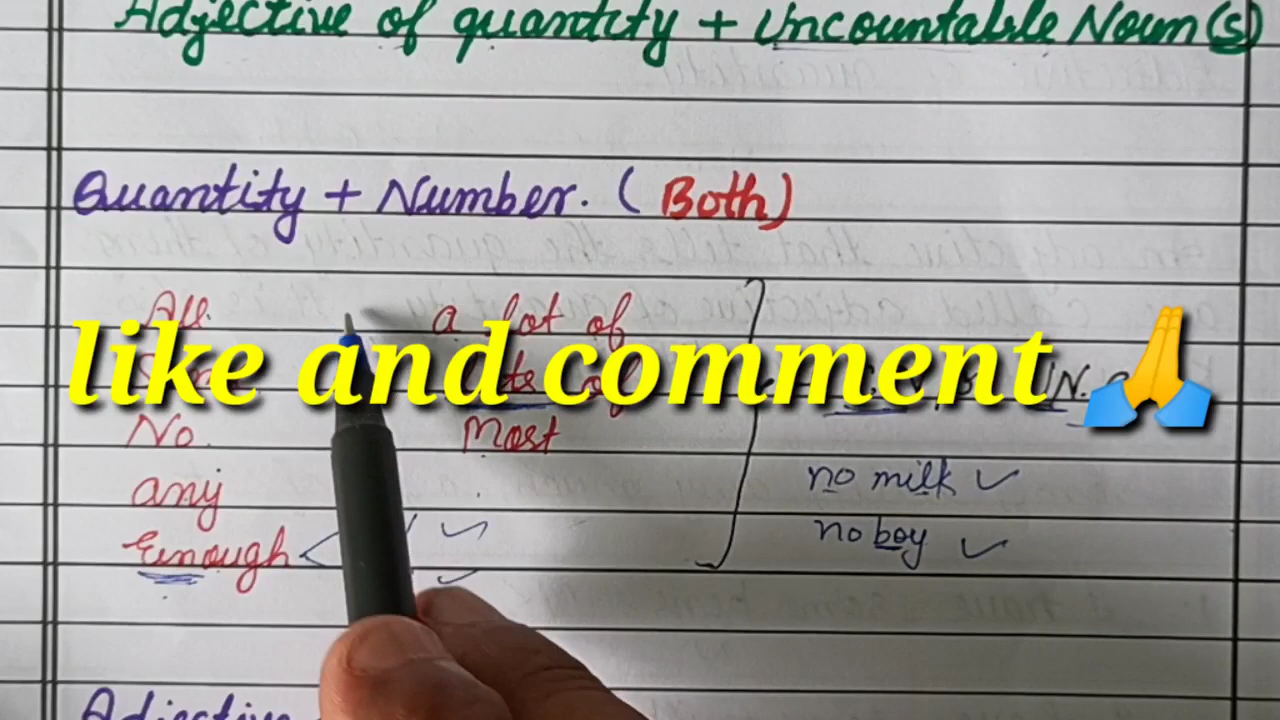 Adjective of quantity + Uncountable Noun(s)
Quantity + Number. (Both)
All a lot of
like and comment 🙏
No. Most
any no milk ✓
Enough ✓ no boy ✓
Adjective